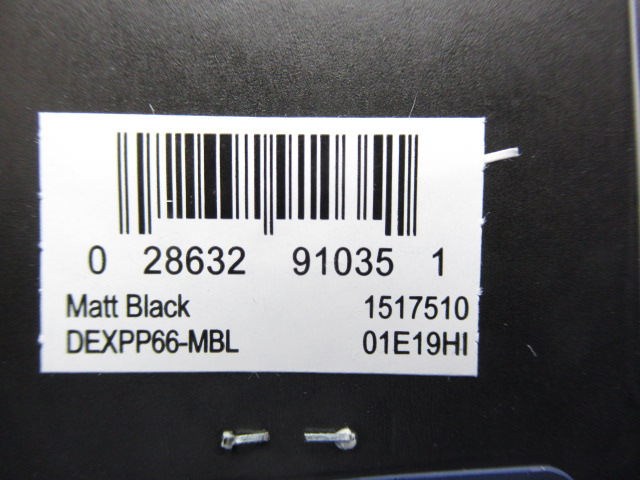 0 28632 91035 1
Matt Black 1517510
DEXPP66-MBL 01E19HI